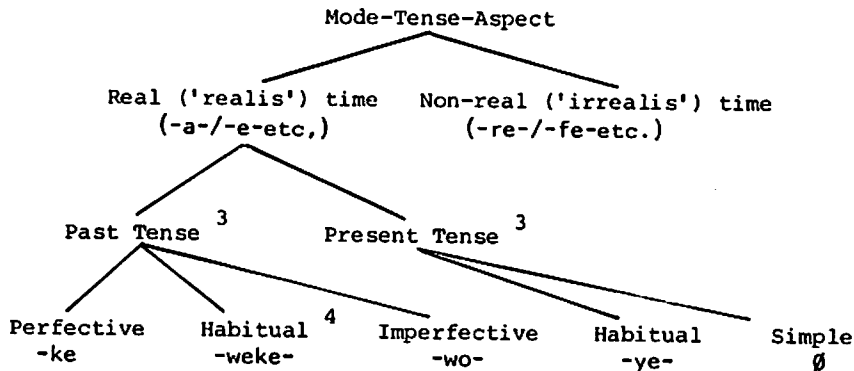 Mode-Tense-Aspect
Real ('realis') time Non-real ('irrealis') time
(-a-/-e-etc,) (-re-/-fe-etc.)
Past Tense 3 Present Tense 3
Perfective Habitual 4 Imperfective Habitual Simple
-ke -weke- -wo- -ye- Ø